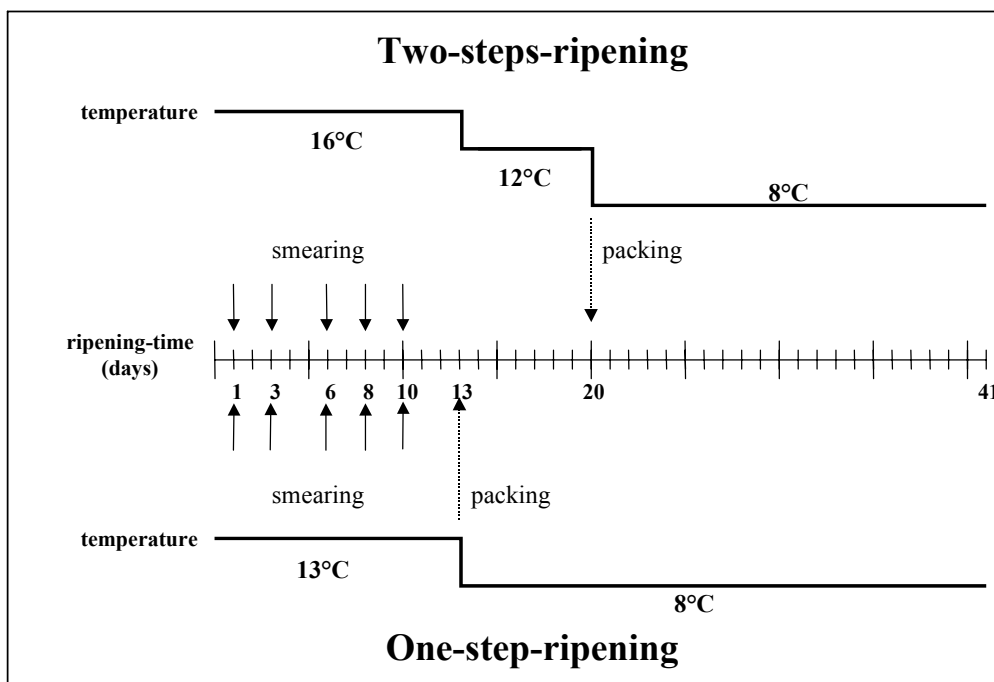 Two-steps-ripening
temperature
16°C
12°C
8°C
smearing
packing
ripening-time
(days)
1 3 6 8 10 13 20 41
smearing
packing
temperature
13°C
8°C
One-step-ripening